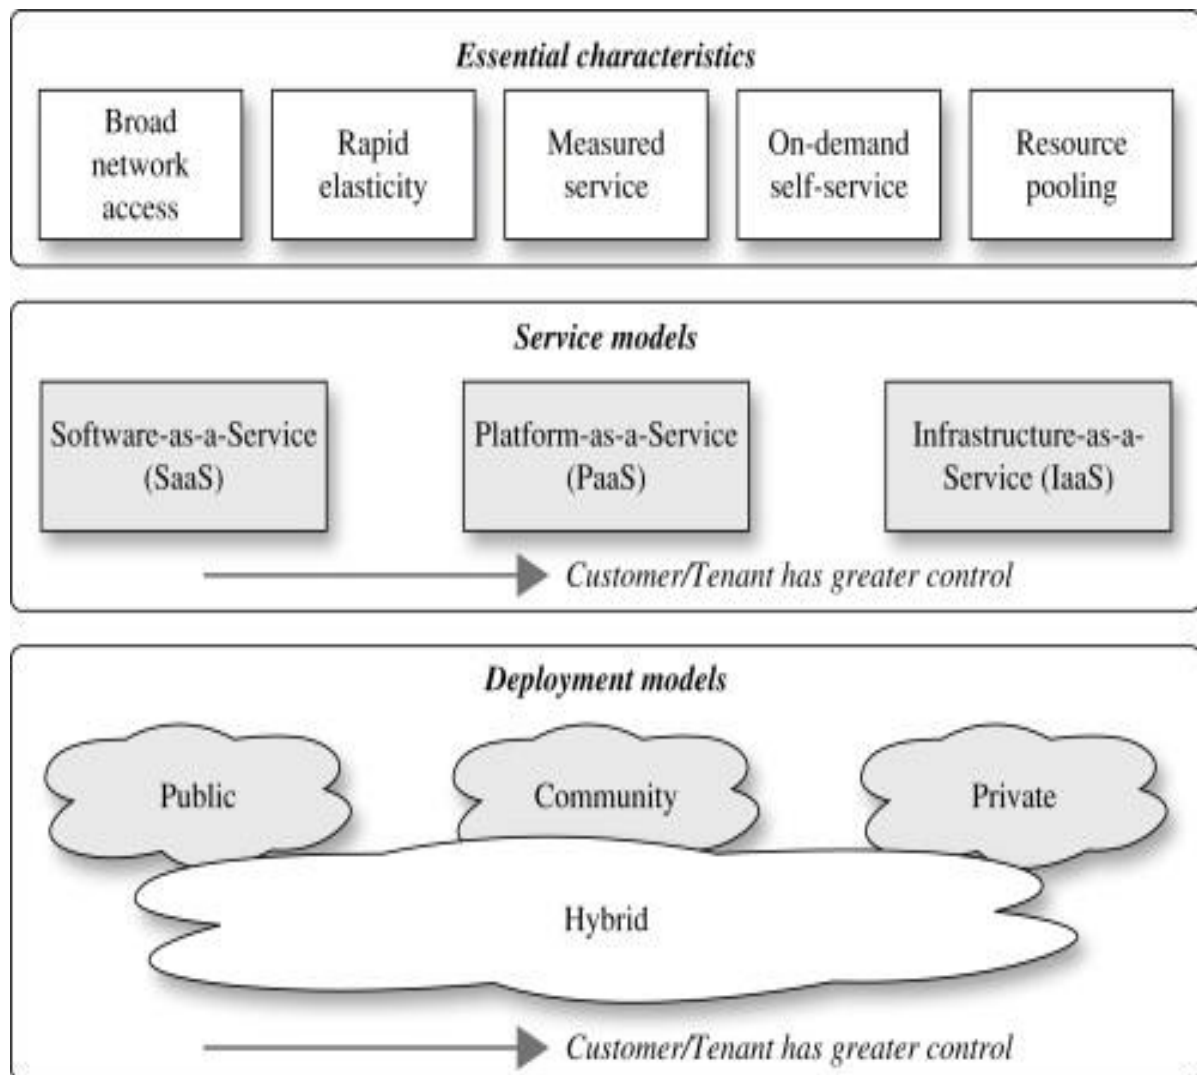 Essential characteristics
Broad
network
access
Rapid
elasticity
Measured
service
On-demand
self-service
Resource
pooling
Service models
Software-as-a-Service
(SaaS)
Platform-as-a-Service
(PaaS)
Infrastructure-as-a-
Service (IaaS)
Customer/Tenant has greater control
Deployment models
Public
Community
Private
Hybrid
Customer/Tenant has greater control